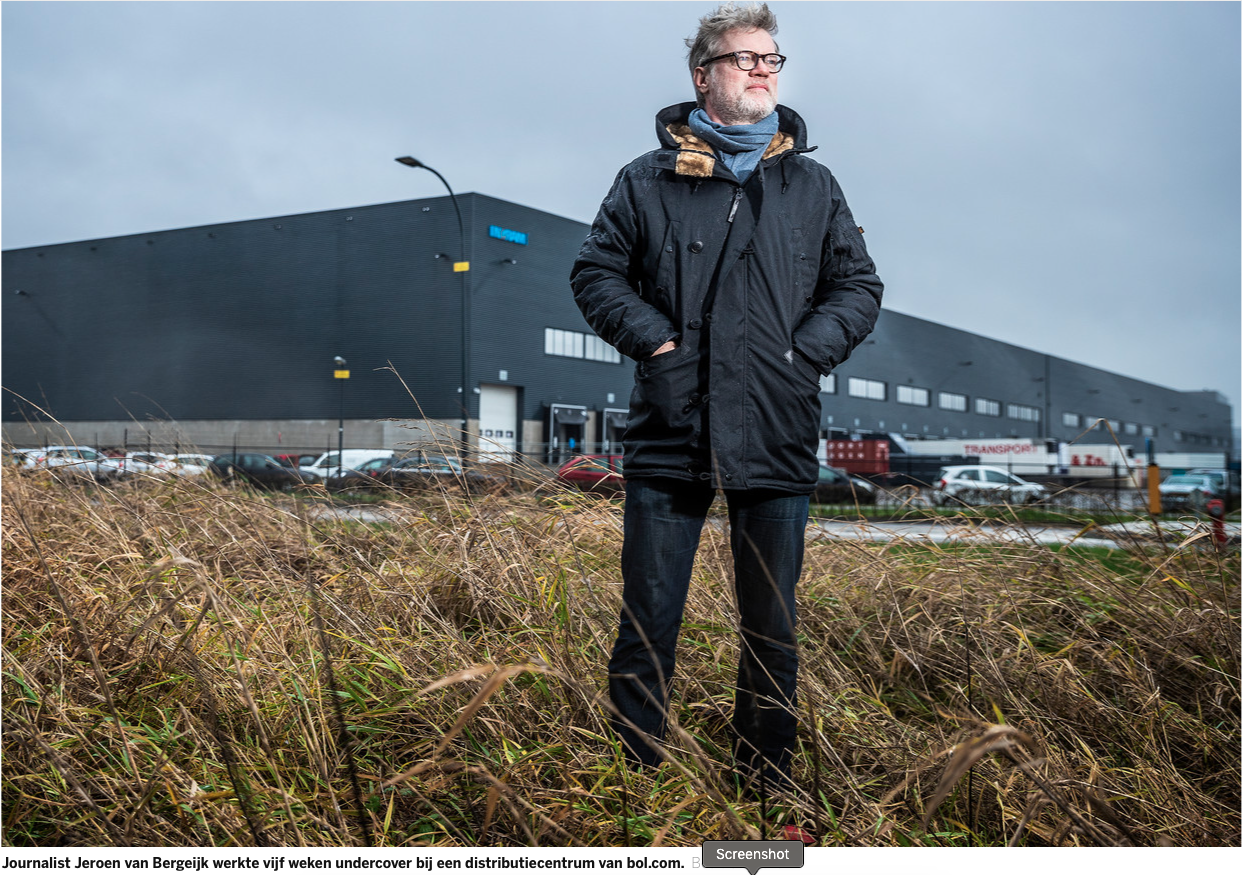 TRANSPORT
Journalist Jeroen van Bergeijk werkte vijf weken undercover bij een distributiecentrum van bol.com.
Screenshot